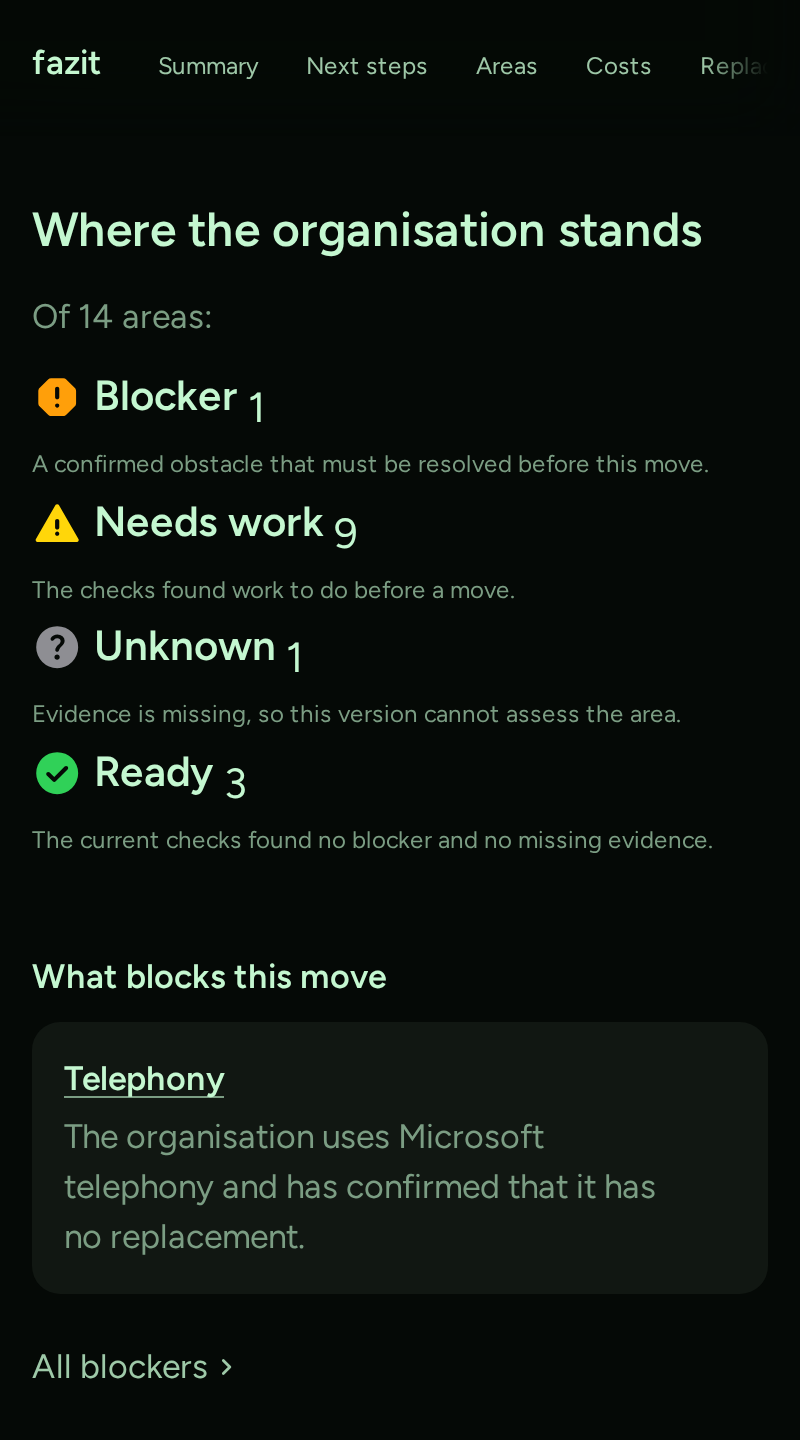 fazit Summary Next steps Areas Costs
Where the organisation stands
Of 14 areas:
Blocker 1
A confirmed obstacle that must be resolved before this move.
Needs work 9
The checks found work to do before a move.
Unknown 1
Evidence is missing, so this version cannot assess the area.
Ready 3
The current checks found no blocker and no missing evidence.
What blocks this move
Telephony
The organisation uses Microsoft
telephony and has confirmed that it has
no replacement.
All blockers